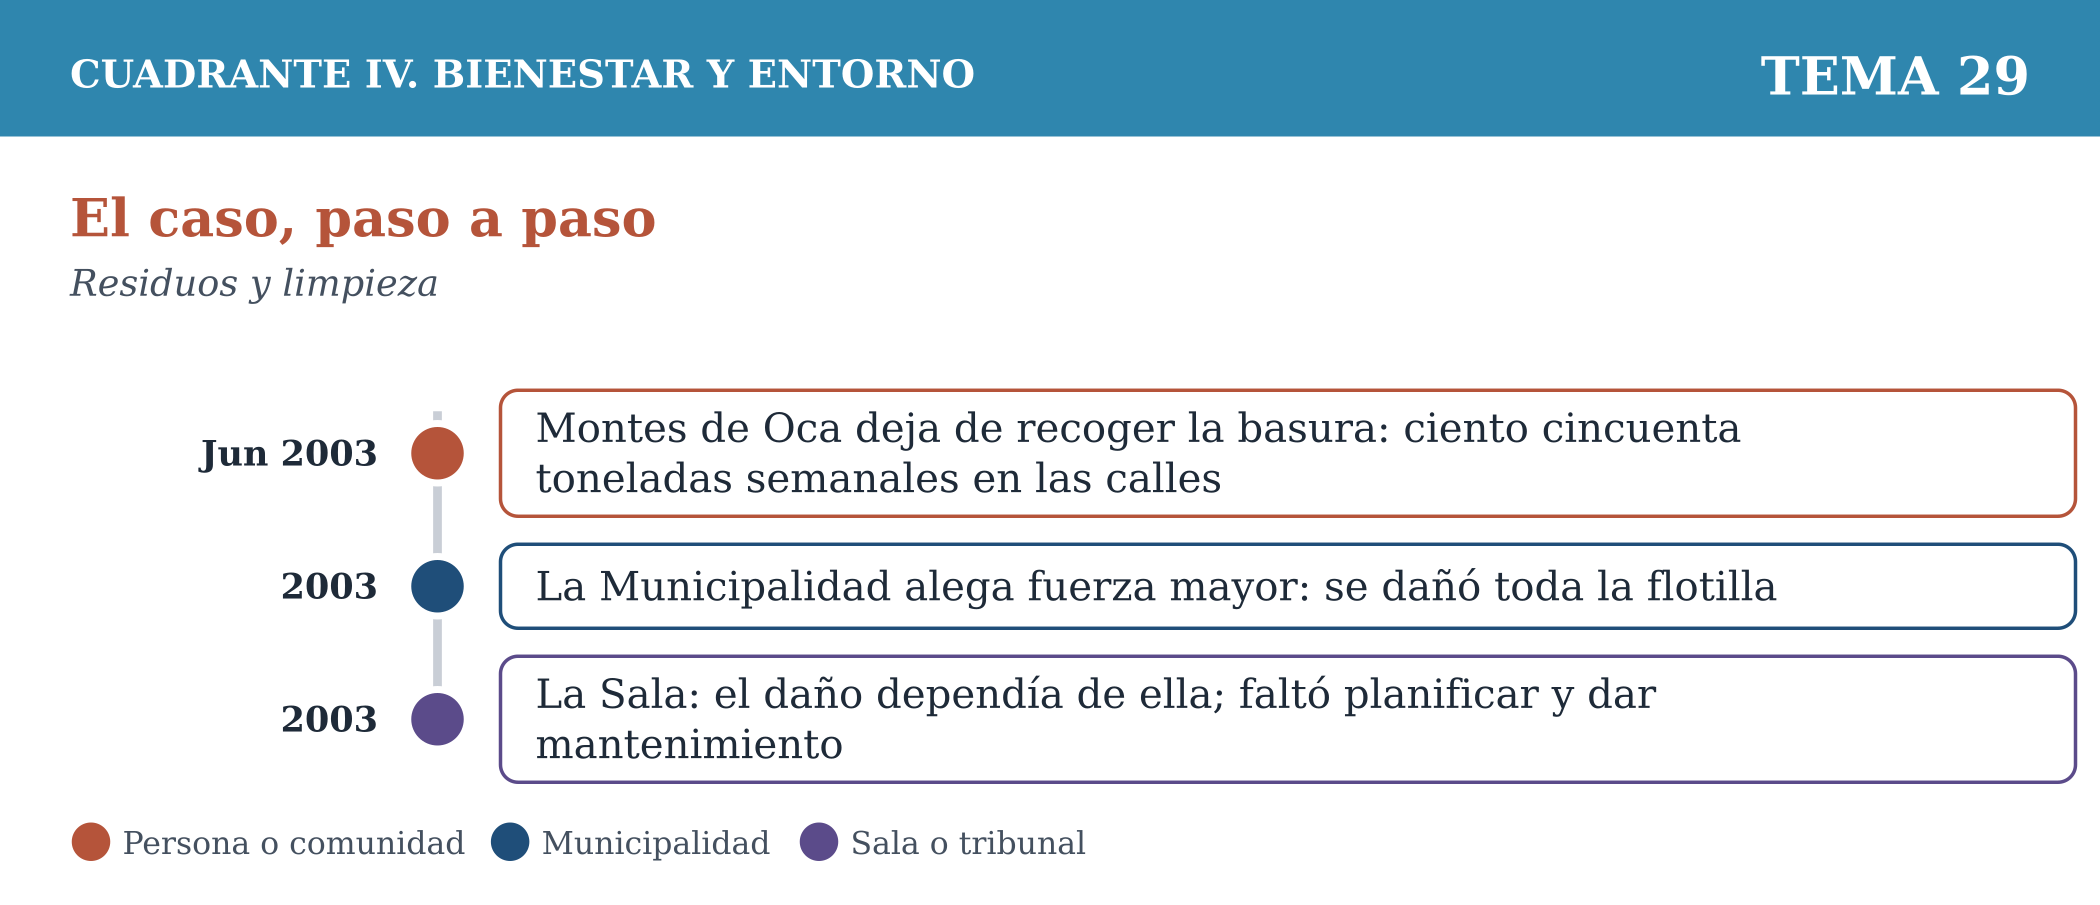 CUADRANTE IV. BIENESTAR Y ENTORNO
TEMA 29
El caso, paso a paso
Residuos y limpieza
Jun 2003
Montes de Oca deja de recoger la basura: ciento cincuenta
toneladas semanales en las calles
2003
La Municipalidad alega fuerza mayor: se dañó toda la flotilla
2003
La Sala: el daño dependía de ella; faltó planificar y dar
mantenimiento
Persona o comunidad
Municipalidad
Sala o tribunal